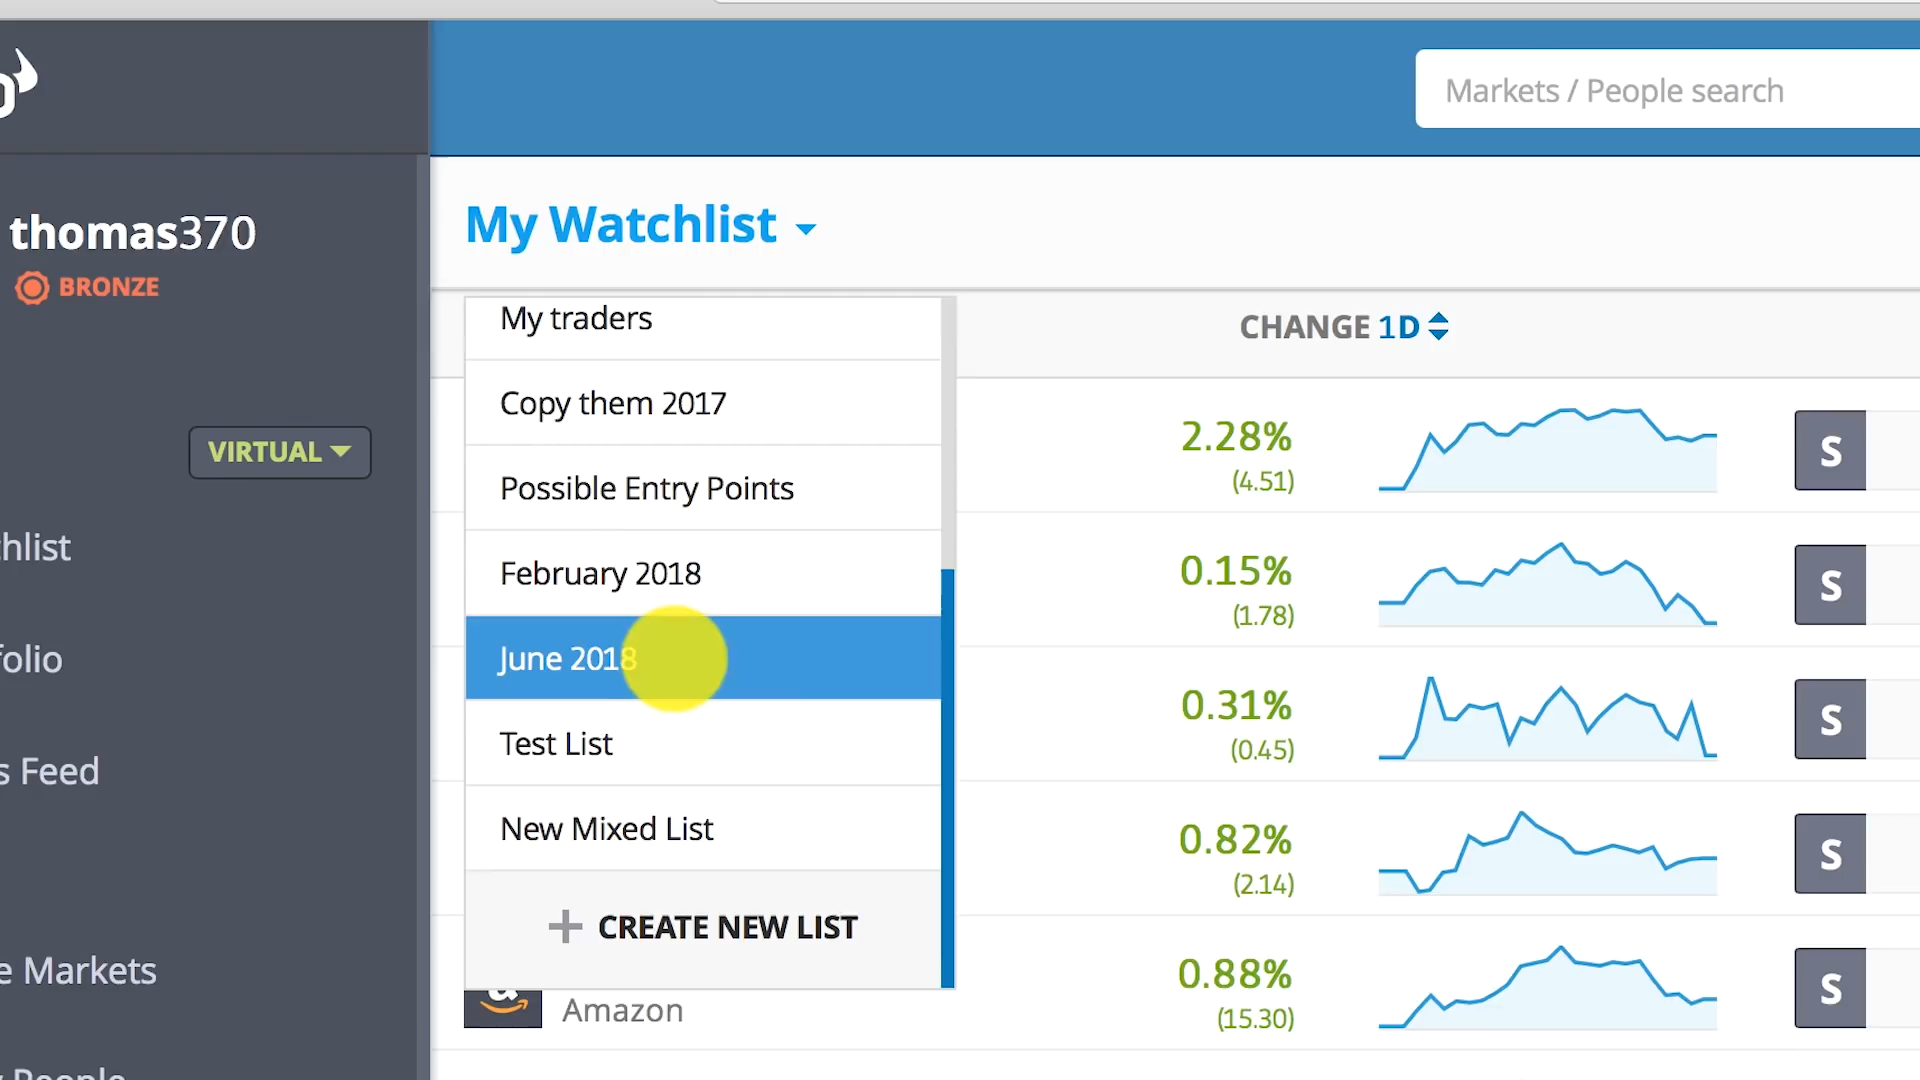 thomas370
BRONZE
VIRTUAL
hlist
folio
s Feed
e Markets
People
Markets / People search
My Watchlist
CHANGE 1D
My traders
Copy them 2017
Possible Entry Points
February 2018
June 2018
Test List
New Mixed List
+ CREATE NEW LIST
2.28%
(4.51)
S
0.15%
(1.78)
S
0.31%
(0.45)
S
0.82%
(2.14)
S
Amazon
0.88%
(15.30)
S